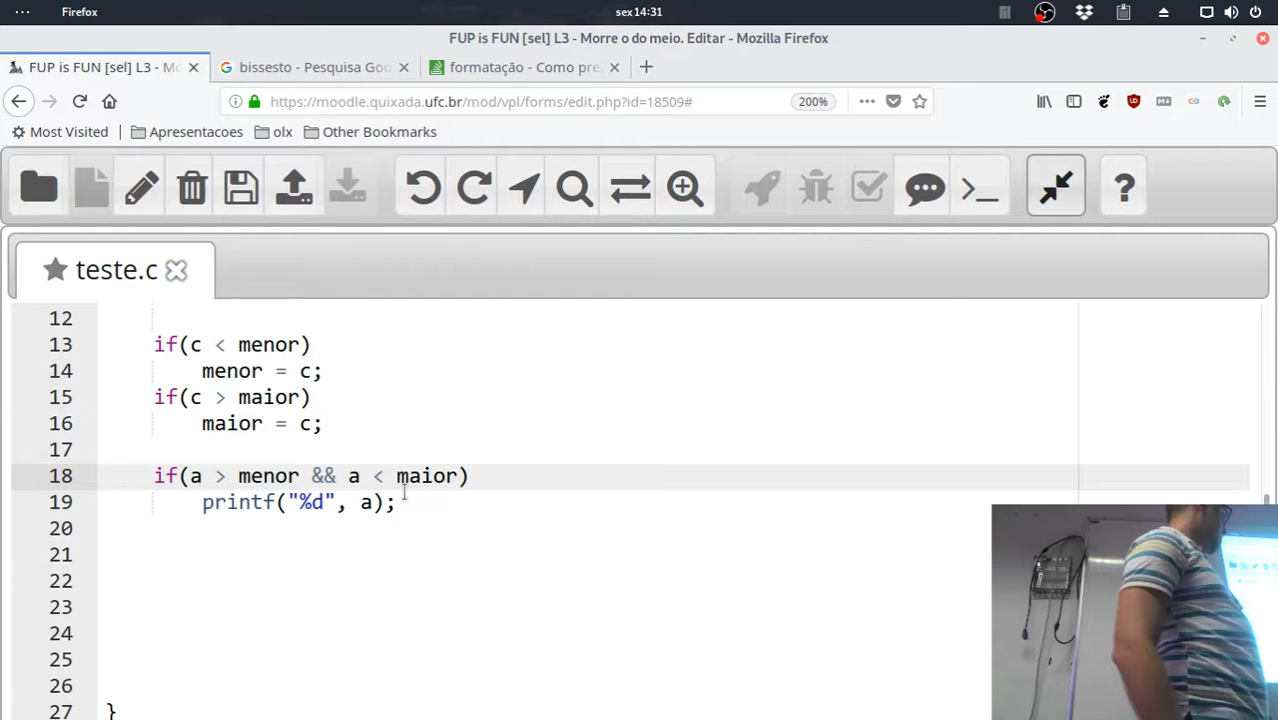 Firefox
sex 14:31
FUP is FUN [sel] L3 - Morre o do meio. Editar - Mozilla Firefox
FUP is FUN [sel] L3 - Mo
bissesto - Pesquisa Goo
formatação - Como pre
https://moodle.quixada.ufc.br/mod/vpl/forms/edit.php?id=18509#
200%
Most Visited
Apresentacoes
olx
Other Bookmarks
teste.c
12
13 if(c < menor)
14 menor = c;
15 if(c > maior)
16 maior = c;
17
18 if(a > menor && a < maior)
19 printf("%d", a);
20
21
22
23
24
25
26
27 }